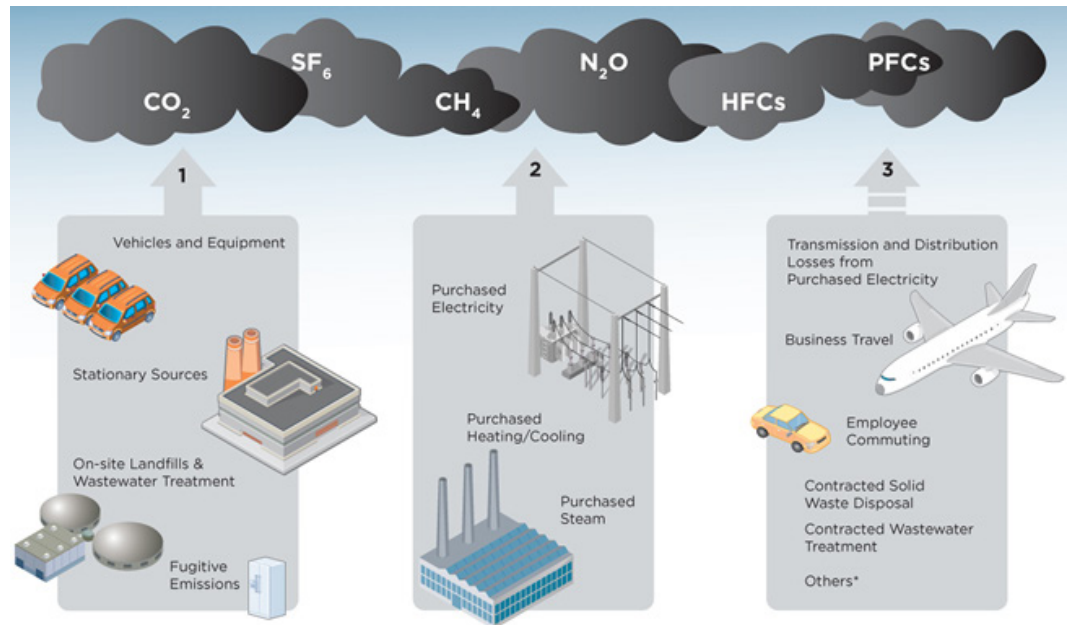 SF₆
N₂O
PFCs
CO₂
CH₄
HFCs
1
2
3
Vehicles and Equipment
Stationary Sources
On-site Landfills &
Wastewater Treatment
Fugitive
Emissions
Purchased
Electricity
Purchased
Heating/Cooling
Purchased
Steam
Transmission and Distribution
Losses from
Purchased Electricity
Business Travel
Employee
Commuting
Contracted Solid
Waste Disposal
Contracted Wastewater
Treatment
Others*